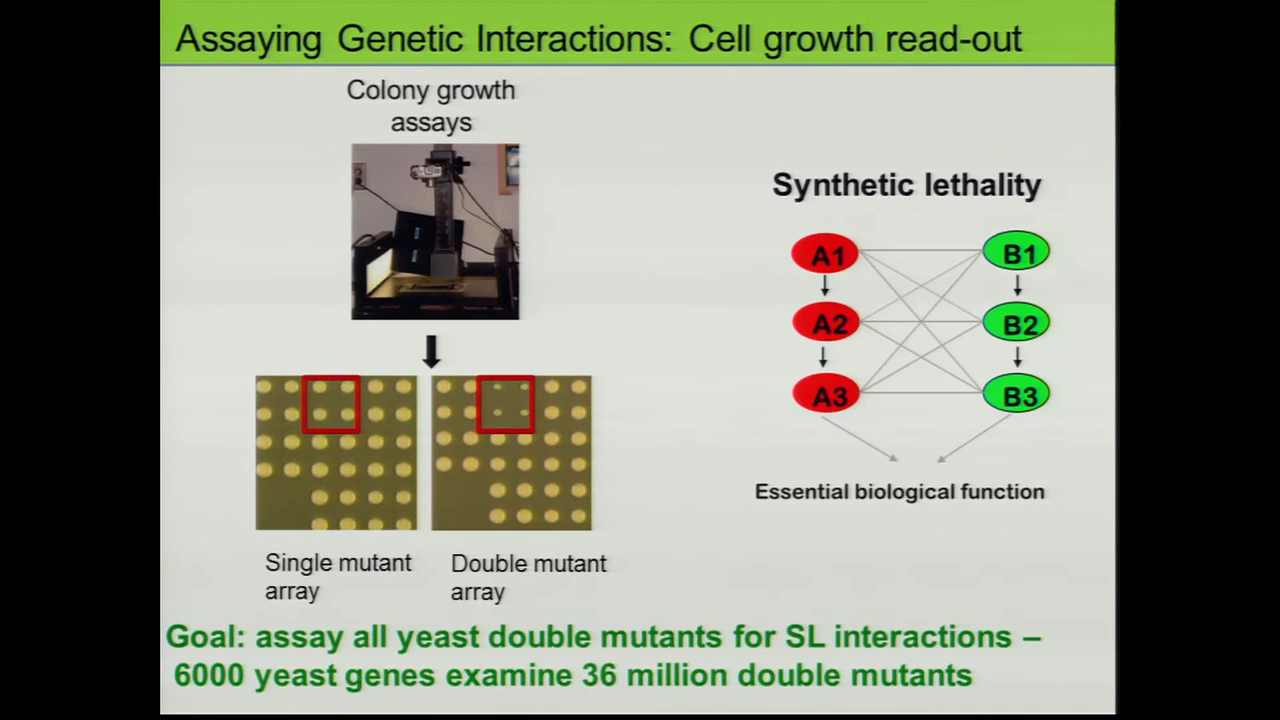 Assaying Genetic Interactions: Cell growth read-out
Colony growth
assays
Synthetic lethality
A1
B1
A2
B2
A3
B3
Essential biological function
Single mutant
array
Double mutant
array
Goal: assay all yeast double mutants for SL interactions –
6000 yeast genes examine 36 million double mutants